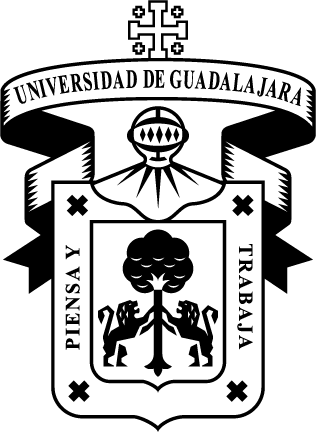 UNIVERSIDAD DE GUADALAJARA
PIENSA Y
TRABAJA